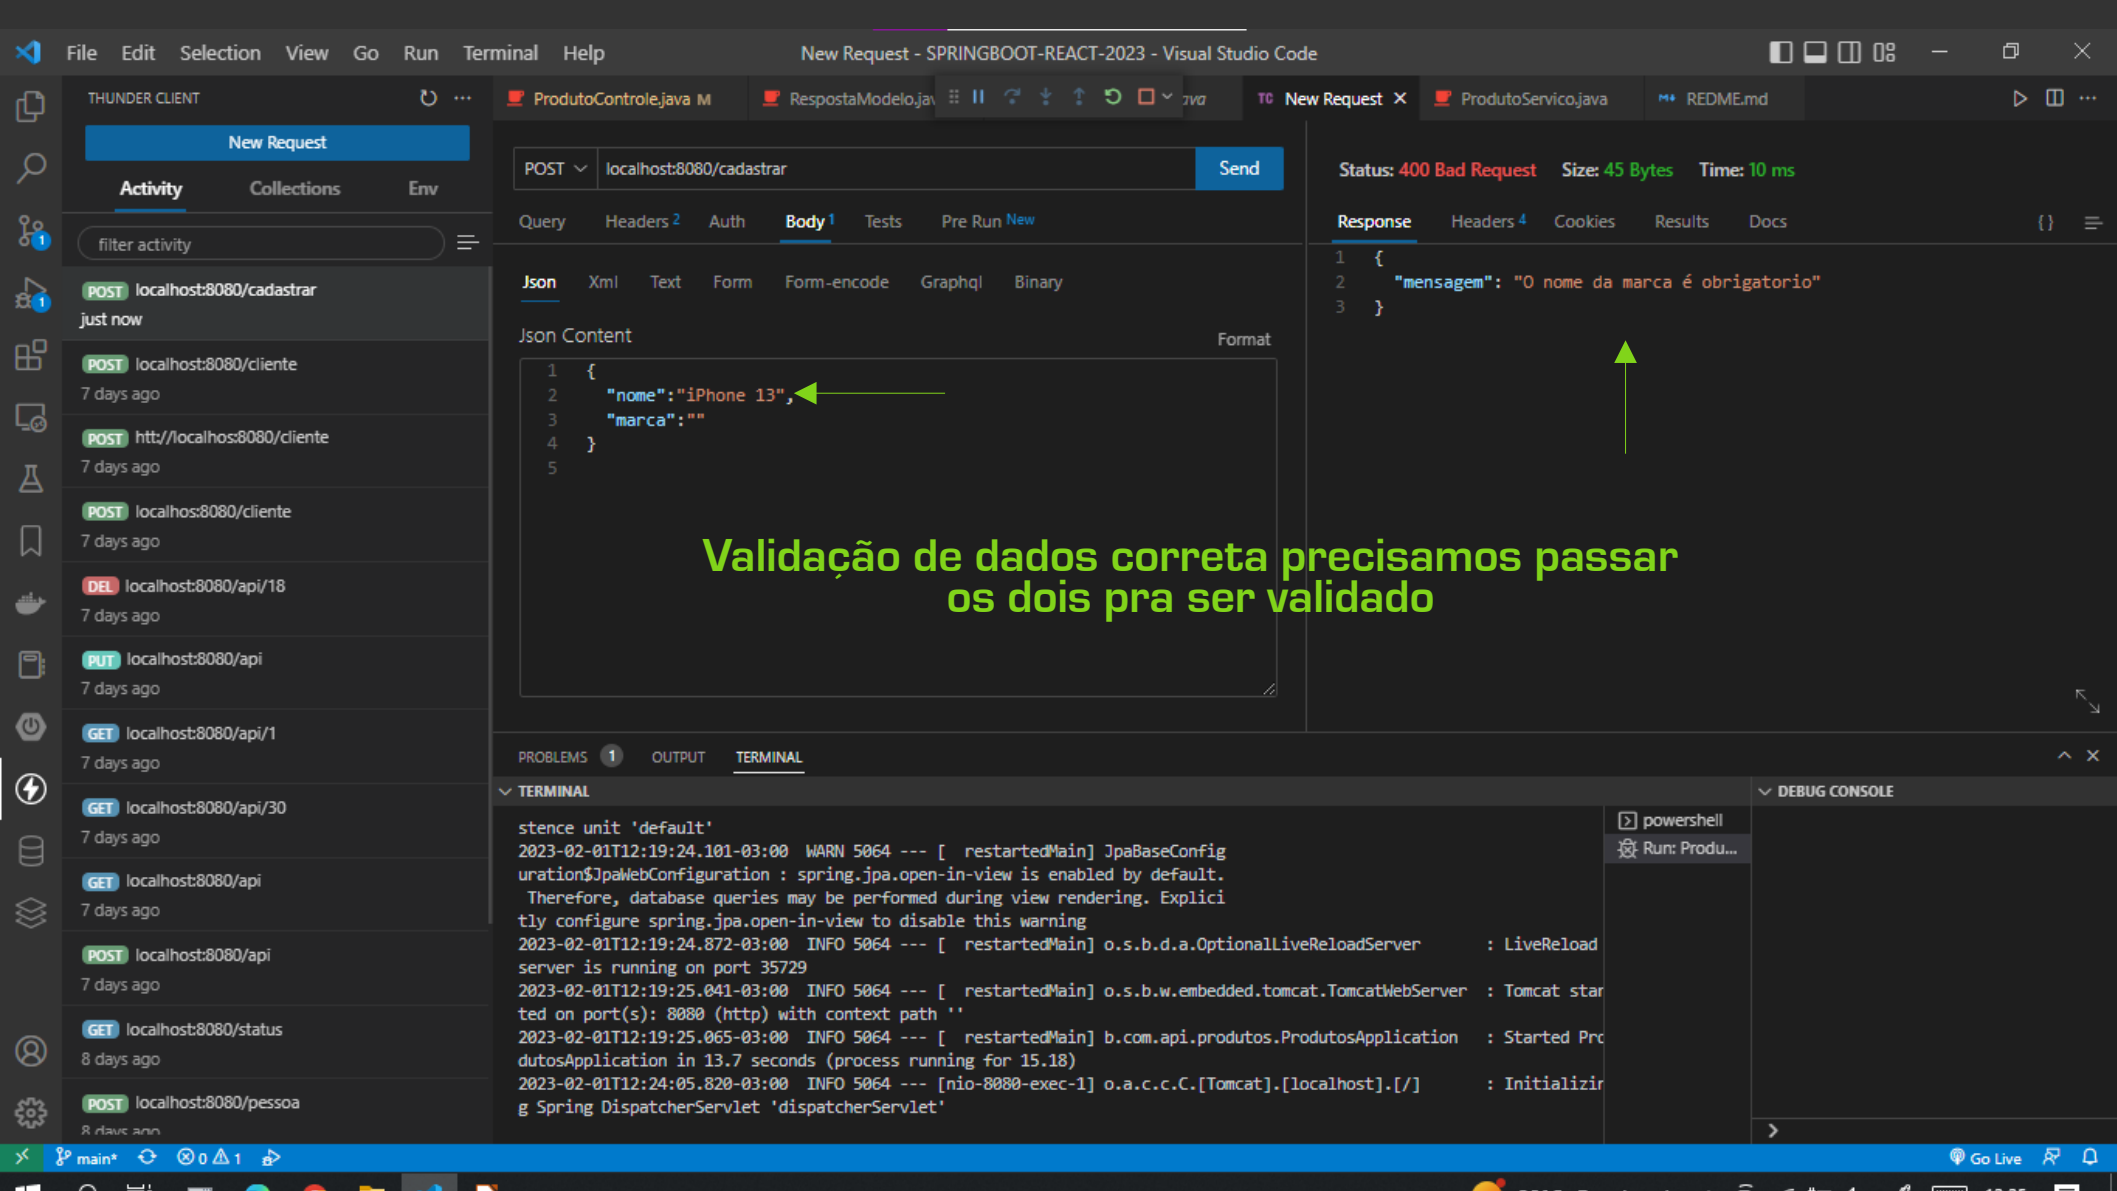 File Edit Selection View Go Run Terminal Help
New Request - SPRINGBOOT-REACT-2023 - Visual Studio Code
THUNDER CLIENT
New Request
Activity Collections Env
filter activity
POST localhost:8080/cadastrar
just now
POST localhost:8080/cliente
7 days ago
POST htt://localhos:8080/cliente
7 days ago
POST localhos:8080/cliente
7 days ago
DEL localhost:8080/api/18
7 days ago
PUT localhost:8080/api
7 days ago
GET localhost:8080/api/1
7 days ago
GET localhost:8080/api/30
7 days ago
GET localhost:8080/api
7 days ago
POST localhost:8080/api
7 days ago
GET localhost:8080/status
8 days ago
POST localhost:8080/pessoa
8 days ago
ProdutoControle.java M RespostaModelo.jav ava TC New Request ProdutoServico.java REDME.md
POST localhost:8080/cadastrar Send
Query Headers 2 Auth Body 1 Tests Pre Run New
Json Xml Text Form Form-encode Graphql Binary
Json Content Format
1 {
2 "nome":"iPhone 13",
3 "marca":""
4 }
5
Status: 400 Bad Request Size: 45 Bytes Time: 10 ms
Response Headers 4 Cookies Results Docs { }
1 {
2 "mensagem": "O nome da marca é obrigatorio"
3 }
Validação de dados correta precisamos passar
os dois pra ser validado
PROBLEMS 1 OUTPUT TERMINAL
TERMINAL
stence unit 'default'
2023-02-01T12:19:24.101-03:00 WARN 5064 --- [ restartedMain] JpaBaseConfig
uration$JpaWebConfiguration : spring.jpa.open-in-view is enabled by default.
Therefore, database queries may be performed during view rendering. Explici
tly configure spring.jpa.open-in-view to disable this warning
2023-02-01T12:19:24.872-03:00 INFO 5064 --- [ restartedMain] o.s.b.d.a.OptionalLiveReloadServer : LiveReload
server is running on port 35729
2023-02-01T12:19:25.041-03:00 INFO 5064 --- [ restartedMain] o.s.b.w.embedded.tomcat.TomcatWebServer : Tomcat star
ted on port(s): 8080 (http) with context path ''
2023-02-01T12:19:25.065-03:00 INFO 5064 --- [ restartedMain] b.com.api.produtos.ProdutosApplication : Started Pro
dutosApplication in 13.7 seconds (process running for 15.18)
2023-02-01T12:24:05.820-03:00 INFO 5064 --- [nio-8080-exec-1] o.a.c.c.C.[Tomcat].[localhost].[/] : Initializin
g Spring DispatcherServlet 'dispatcherServlet'
powershell
Run: Produ...
DEBUG CONSOLE
main* 0 1
Go Live